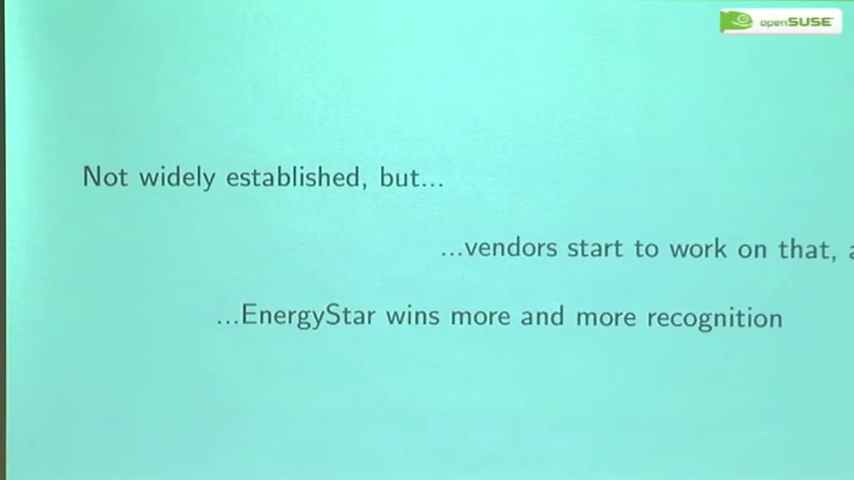 openSUSE
Not widely established, but...
...vendors start to work on that,
...EnergyStar wins more and more recognition